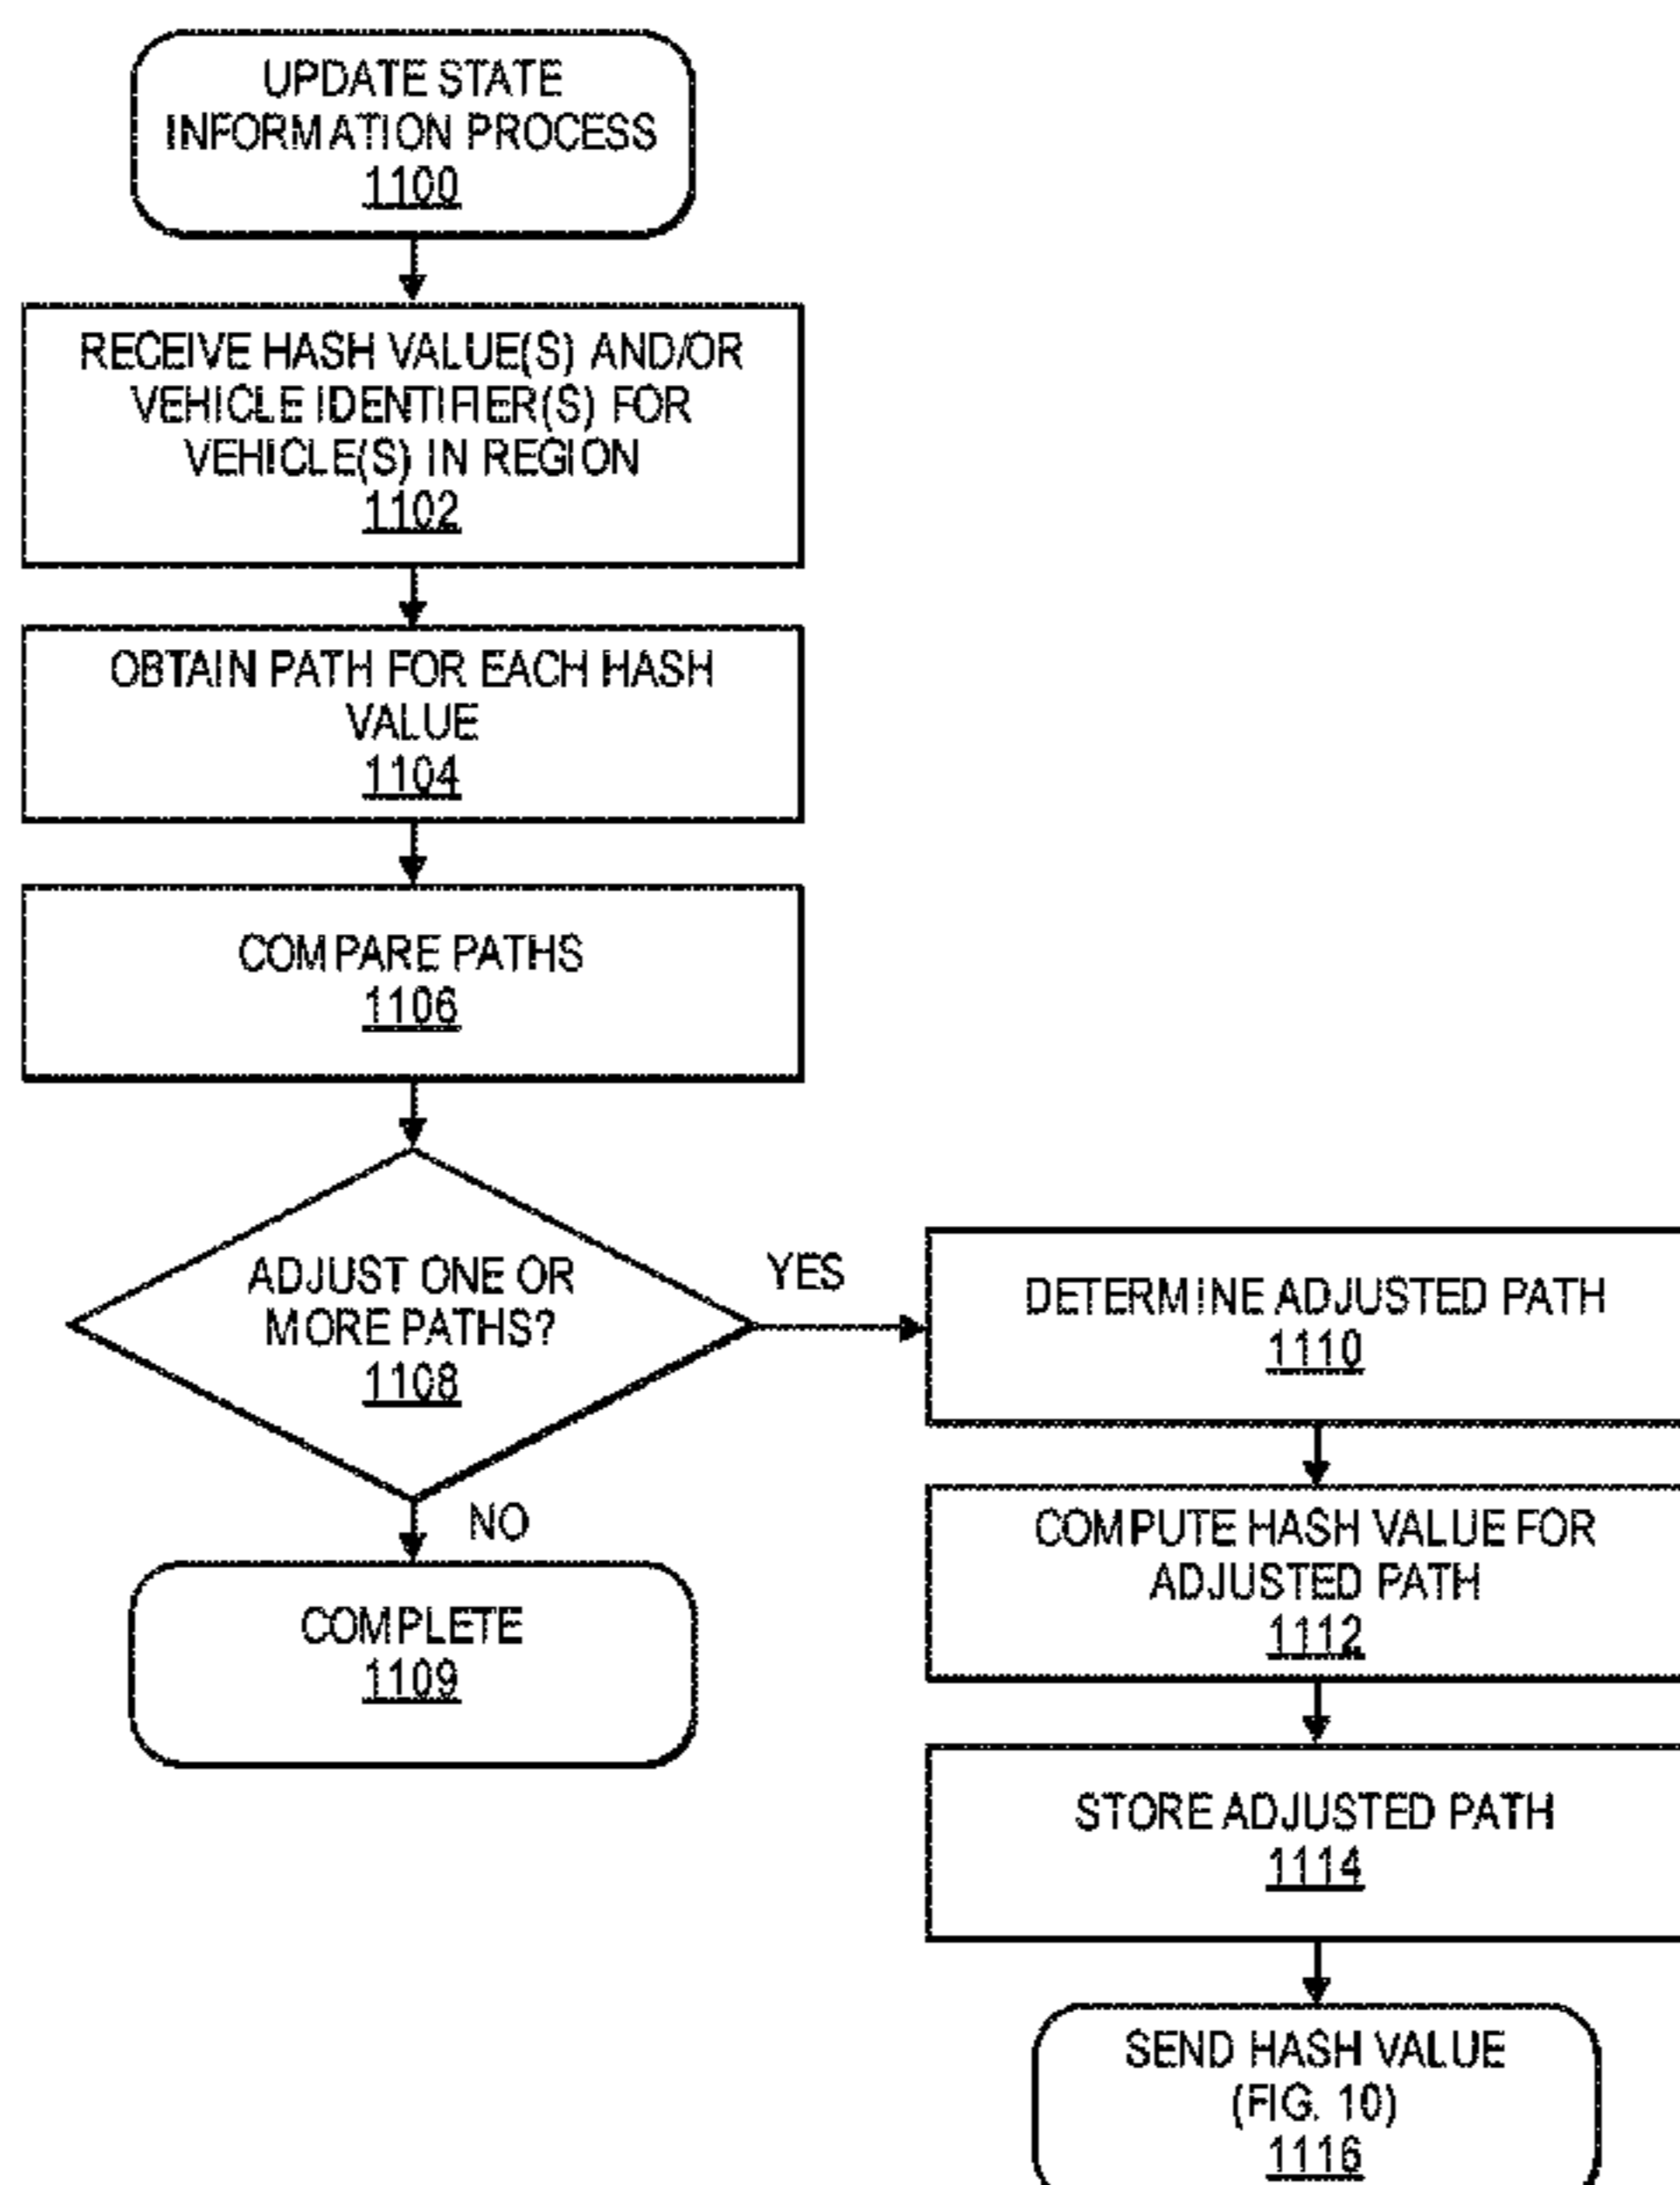 UPDATE STATE
INFORMATION PROCESS
1100
RECEIVE HASH VALUE(S) AND/OR
VEHICLE IDENTIFIER(S) FOR
VEHICLE(S) IN REGION
1102
OBTAIN PATH FOR EACH HASH
VALUE
1104
COMPARE PATHS
1106
ADJUST ONE OR
MORE PATHS?
1108
YES
NO
COMPLETE
1109
DETERMINE ADJUSTED PATH
1110
COMPUTE HASH VALUE FOR
ADJUSTED PATH
1112
STORE ADJUSTED PATH
1114
SEND HASH VALUE
(FIG. 10)
1116